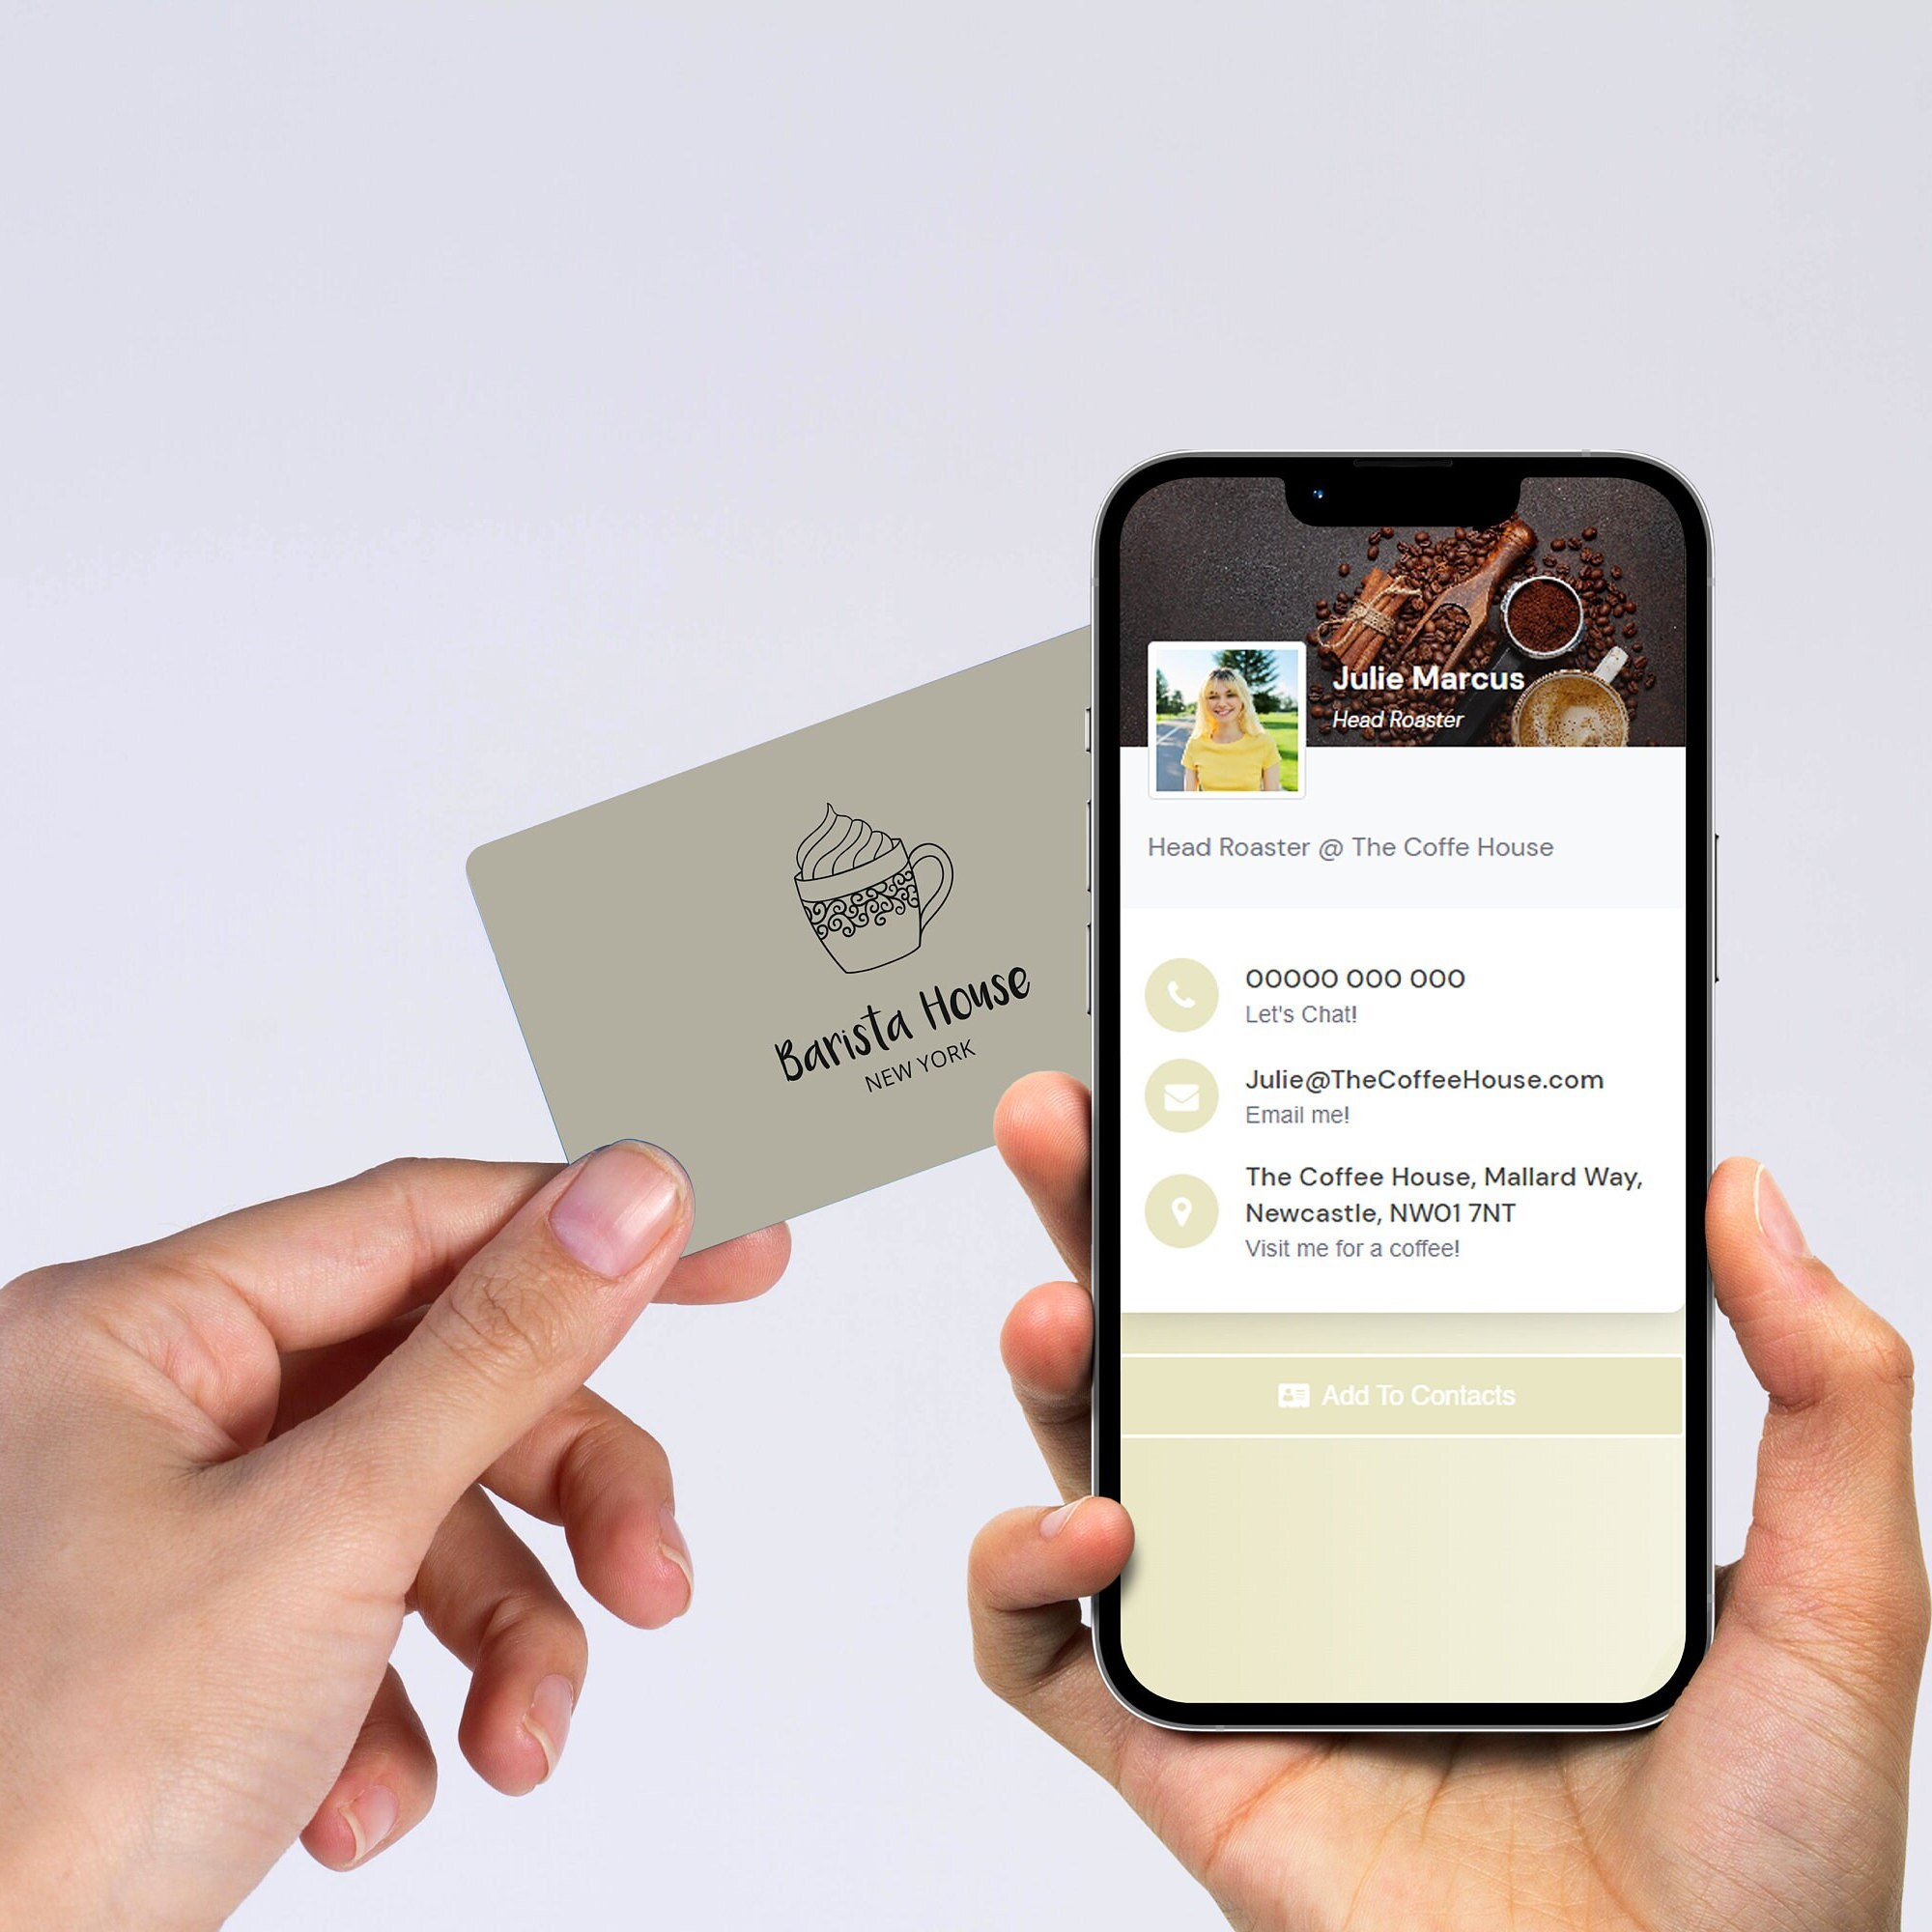 Barista House
NEW YORK
Julie Marcus
Head Roaster
Head Roaster @ The Coffe House
00000 000 000
Let's Chat!
Julie@TheCoffeeHouse.com
Email me!
The Coffee House, Mallard Way,
Newcastle, NW01 7NT
Visit me for a coffee!
Add To Contacts